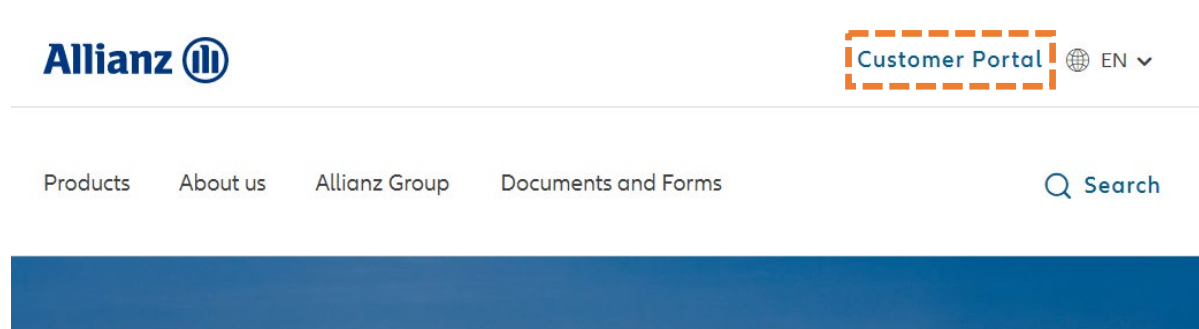 Allianz
Customer Portal EN
Products About us Allianz Group Documents and Forms Search